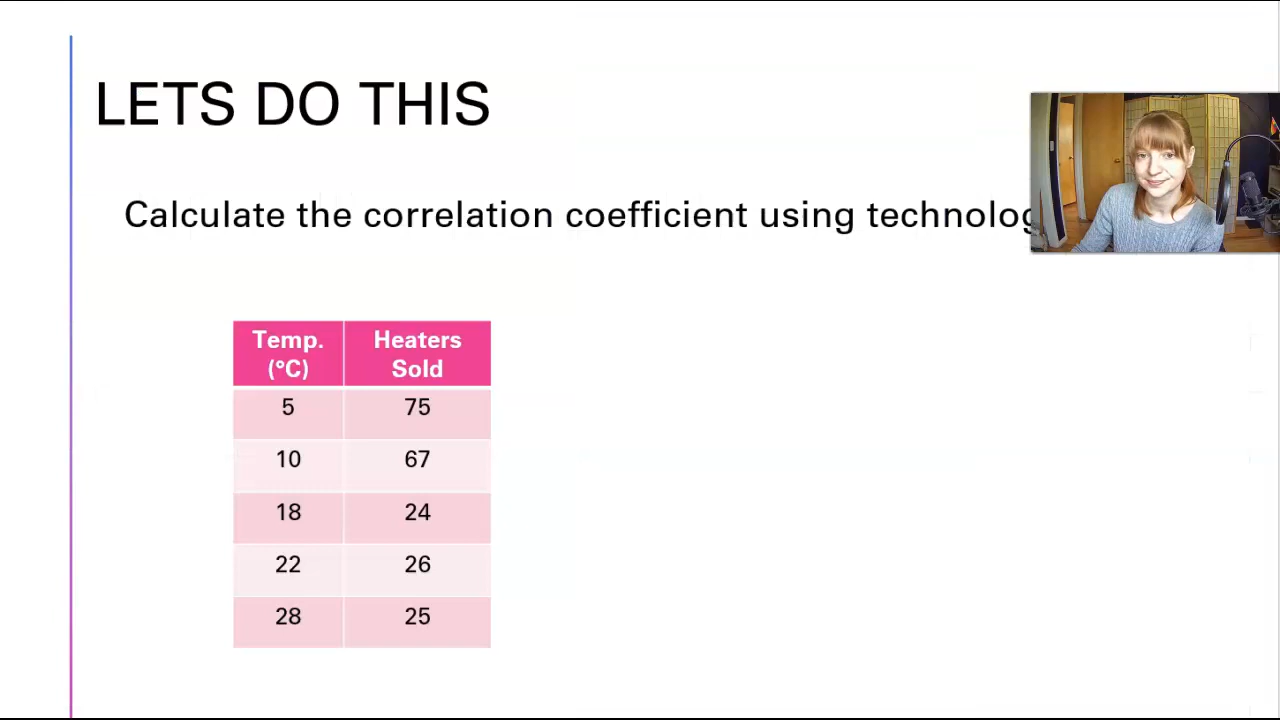 LETS DO THIS
Calculate the correlation coefficient using
Temp. Heaters
(°C) Sold
5 75
10 67
18 24
22 26
28 25